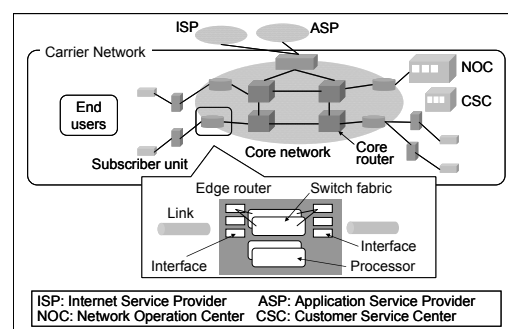 ISP
ASP
Carrier Network
NOC
CSC
End
users
Subscriber unit
Core network
Core
router
Edge router
Switch fabric
Link
Interface
Interface
Processor
ISP: Internet Service Provider ASP: Application Service Provider
NOC: Network Operation Center CSC: Customer Service Center